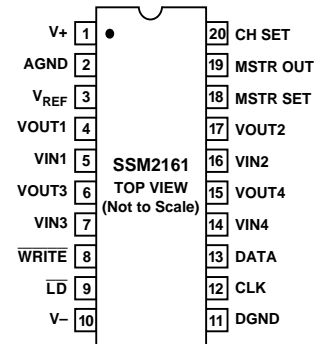 V+ 1
AGND 2
VREF 3
VOUT1 4
VIN1 5
VOUT3 6
VIN3 7
WRITE 8
LD 9
V– 10
SSM2161
TOP VIEW
(Not to Scale)
20 CH SET
19 MSTR OUT
18 MSTR SET
17 VOUT2
16 VIN2
15 VOUT4
14 VIN4
13 DATA
12 CLK
11 DGND